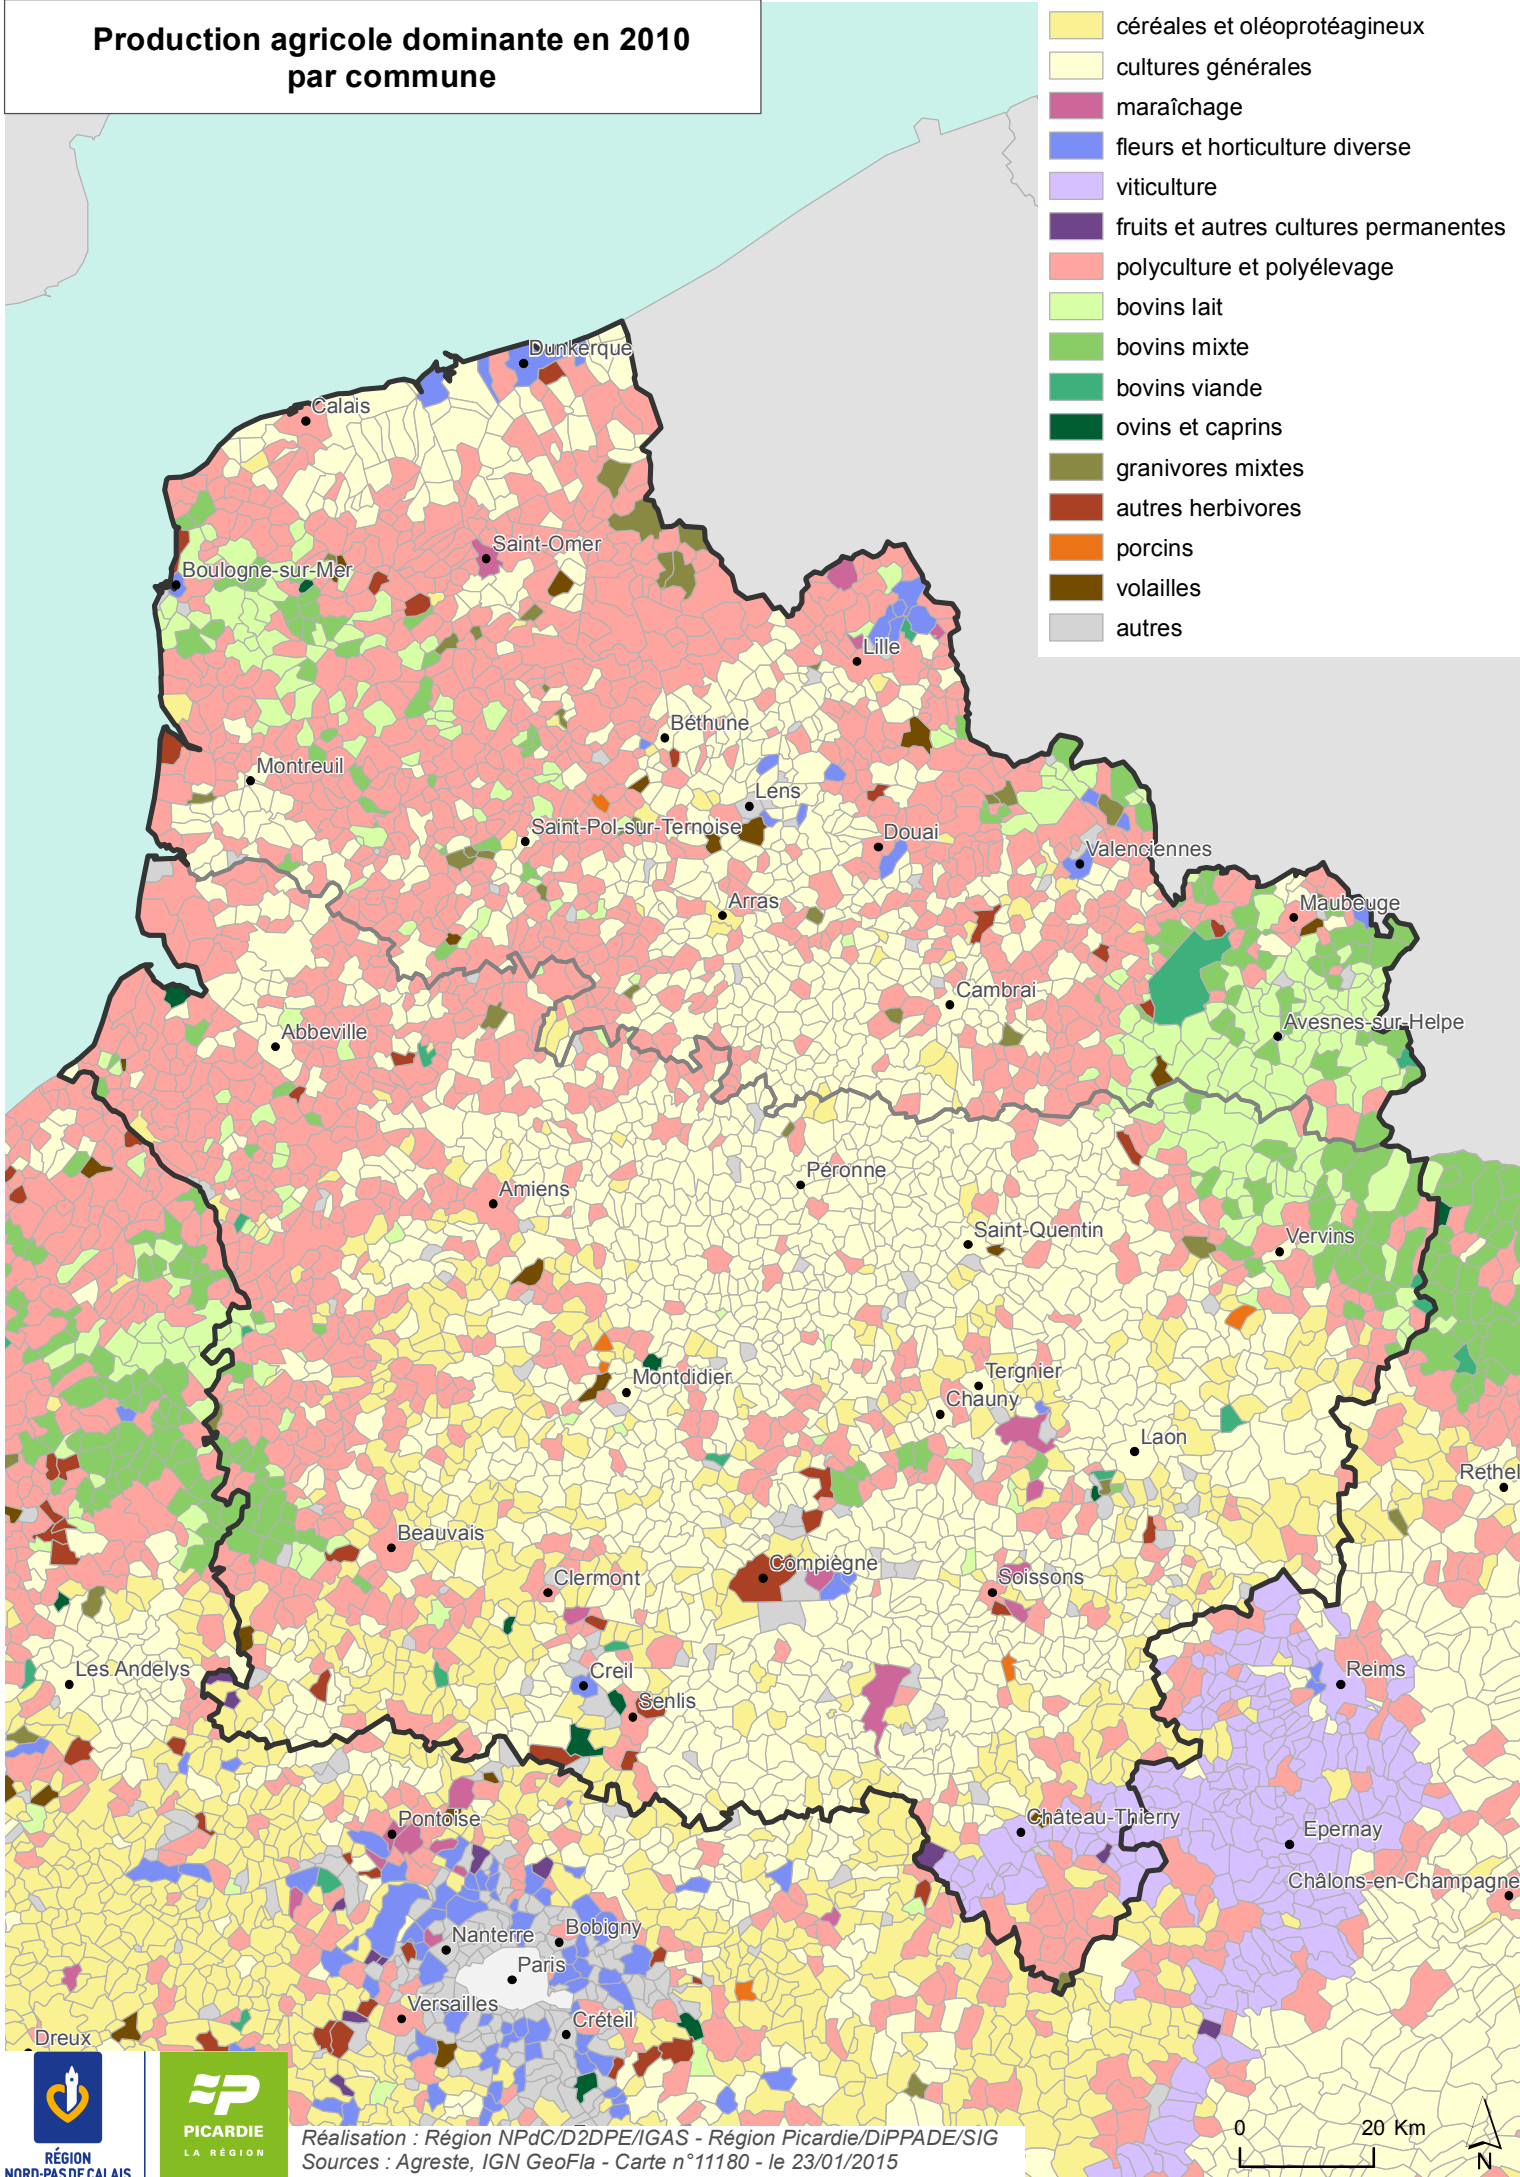 Production agricole dominante en 2010
par commune
céréales et oléoprotéagineux
cultures générales
maraîchage
fleurs et horticulture diverse
viticulture
fruits et autres cultures permanentes
polyculture et polyélevage
bovins lait
bovins mixte
bovins viande
ovins et caprins
granivores mixtes
autres herbivores
porcins
volailles
autres
Dunkerque
Calais
Saint-Omer
Boulogne-sur-Mer
Lille
Béthune
Montreuil
Lens
Saint-Pol-sur-Ternoise
Douai
Valenciennes
Arras
Maubeuge
Cambrai
Avesnes-sur-Helpe
Abbeville
Péronne
Amiens
Saint-Quentin
Vervins
Montdidier
Tergnier
Chauny
Laon
Rethel
Beauvais
Clermont
Compiègne
Soissons
Les Andelys
Creil
Senlis
Reims
Pontoise
Château-Thierry
Epernay
Châlons-en-Champagne
Nanterre
Bobigny
Paris
Versailles
Créteil
Dreux
RÉGION
NORD-PAS DE CALAIS
PICARDIE
LA RÉGION
Réalisation : Région NPdC/D2DPE/IGAS - Région Picardie/DiPPADE/SIG
Sources : Agreste, IGN GeoFla - Carte n°11180 - le 23/01/2015
0 20 Km
N